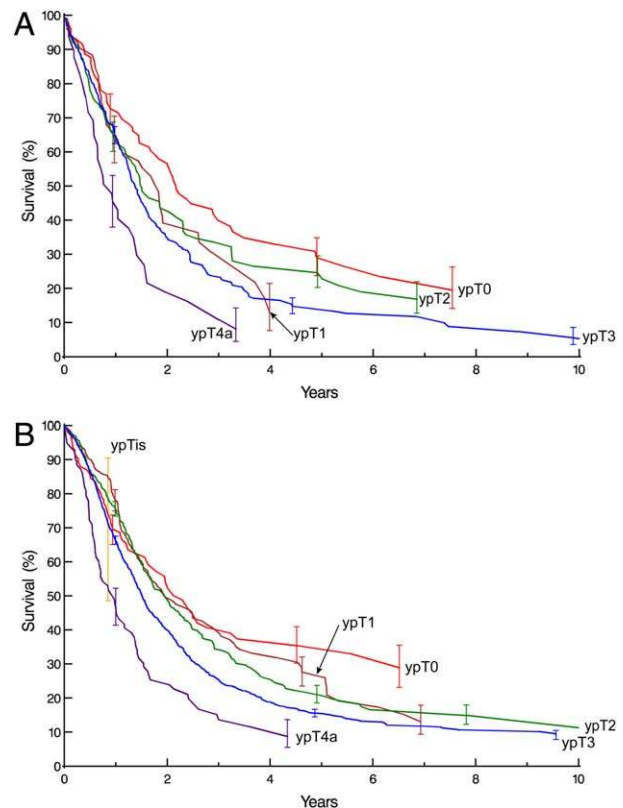 A
100
90
80
70
60
50
40
30
20
10
0
Survival (%)
0 2 4 6 8 10
Years
ypT0
ypT2
ypT1
ypT4a
ypT3
B
100
90
80
70
60
50
40
30
20
10
0
Survival (%)
0 2 4 6 8 10
Years
ypTis
ypT1
ypT0
ypT2
ypT3
ypT4a